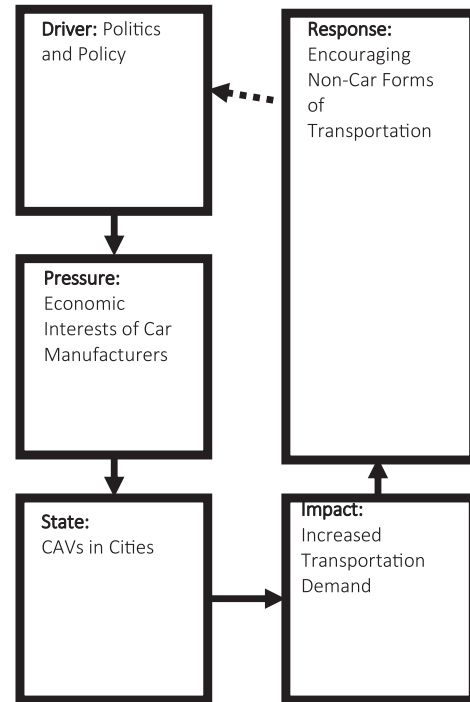 Driver: Politics
and Policy
Pressure:
Economic
Interests of Car
Manufacturers
State:
CAVs in Cities
Impact:
Increased
Transportation
Demand
Response:
Encouraging
Non-Car Forms
of
Transportation